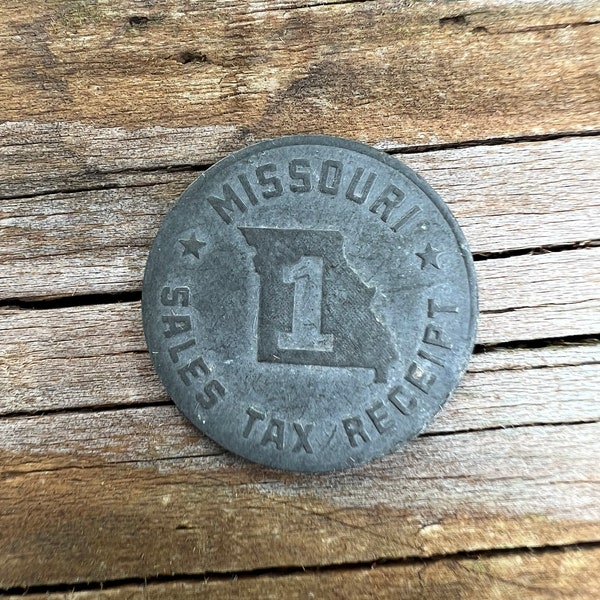 MISSOURI
1
SALES TAX RECEIPT